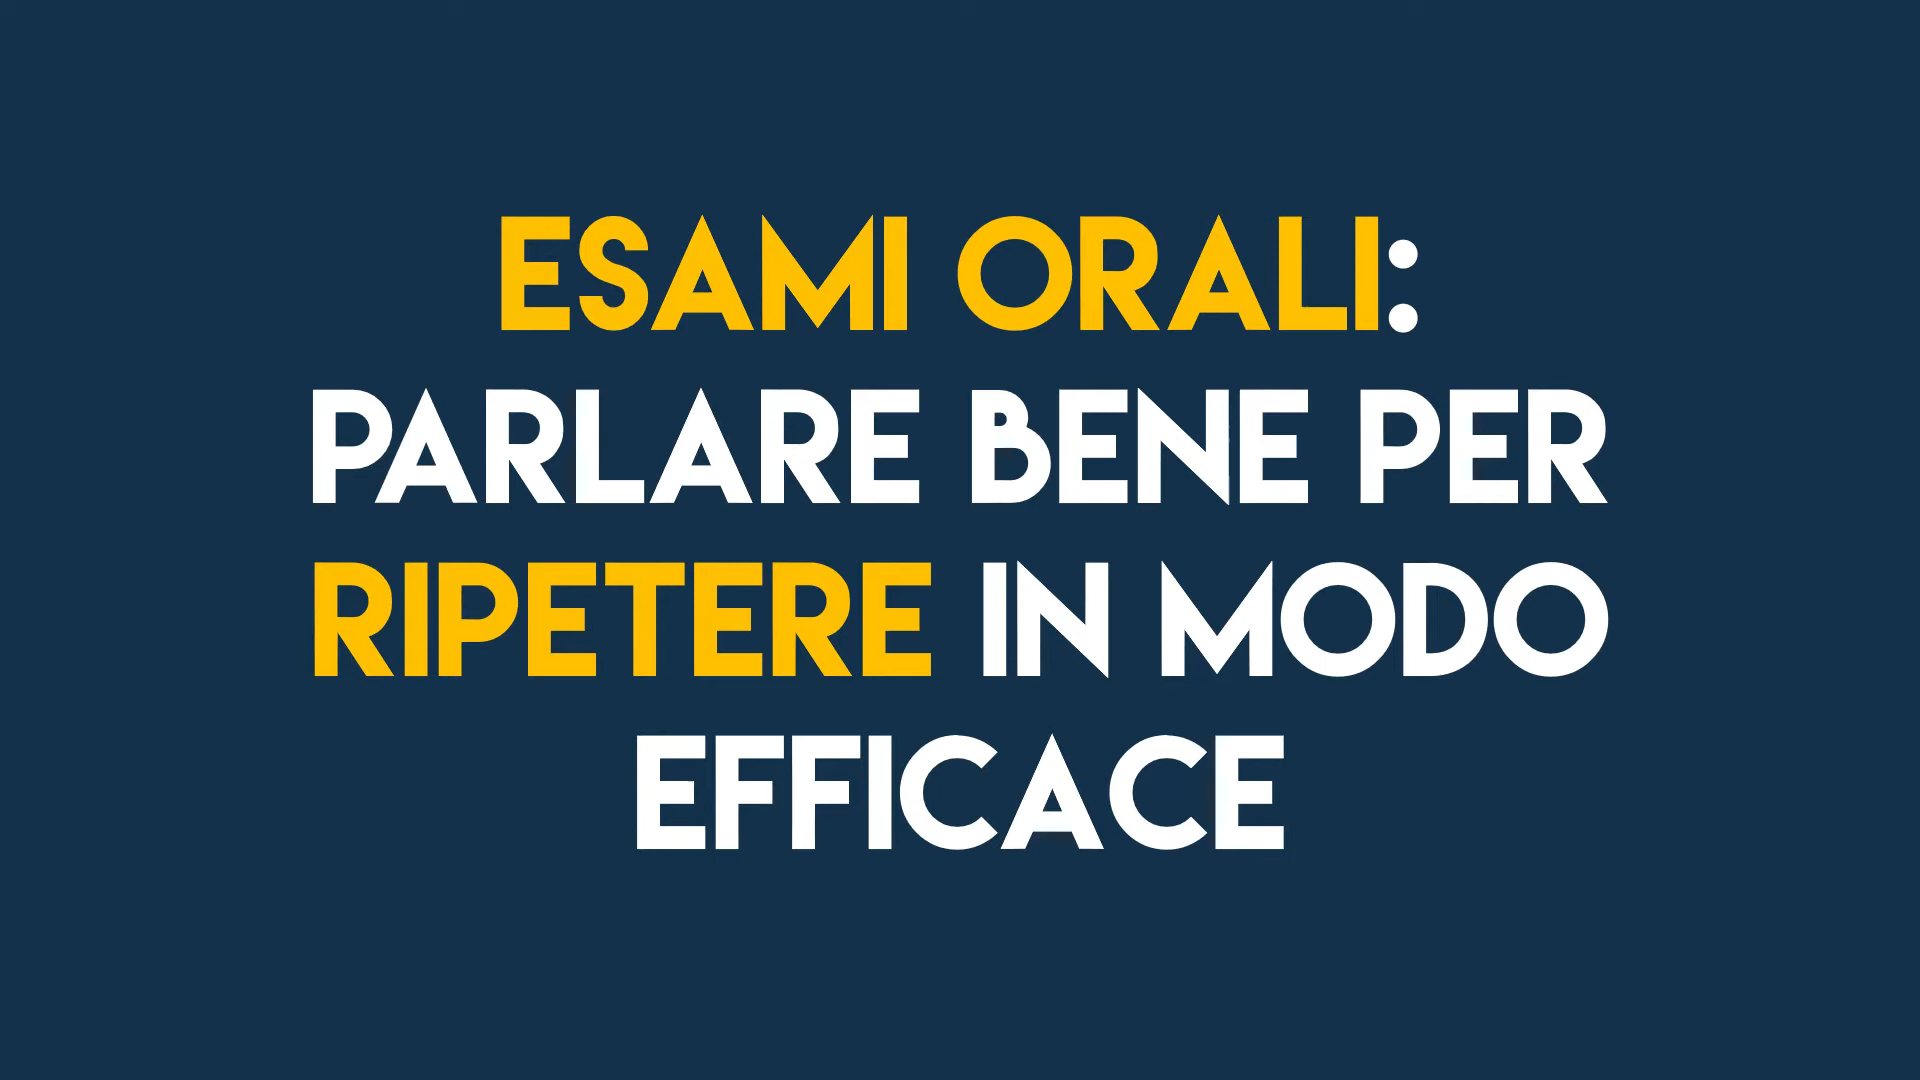 ESAMI ORALI:
PARLARE BENE PER
RIPETERE IN MODO
EFFICACE